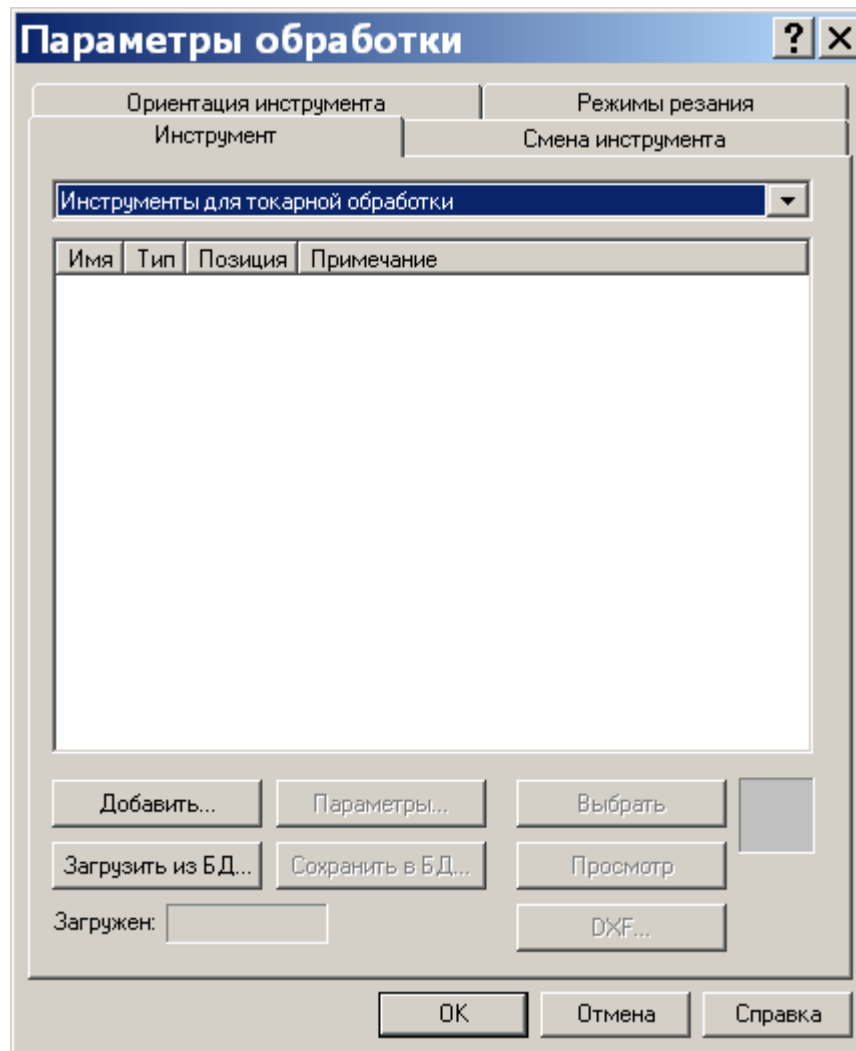 Параметры обработки
Ориентация инструмента Режимы резания
Инструмент Смена инструмента
Инструменты для токарной обработки
Имя Тип Позиция Примечание
Добавить... Параметры... Выбрать
Загрузить из БД... Сохранить в БД... Просмотр
Загружен: DXF...
OK Отмена Справка